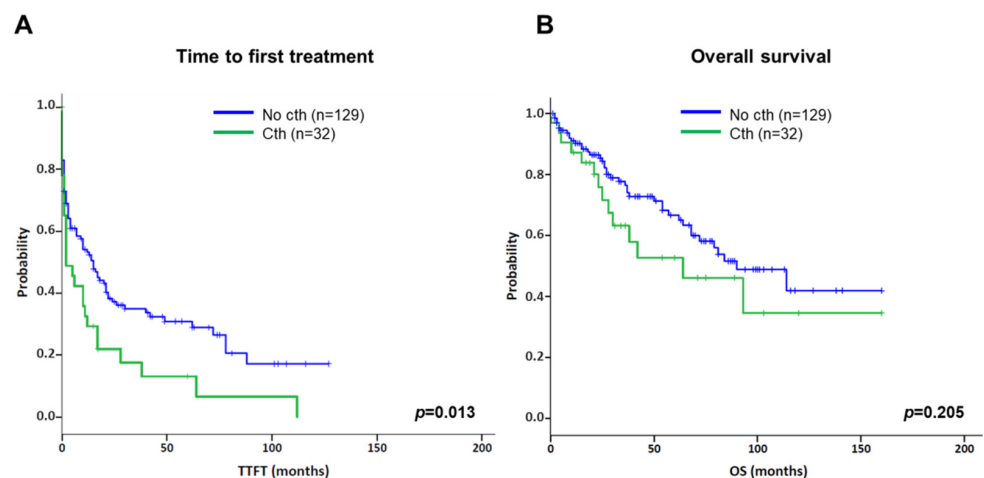 A
Time to first treatment
No cth (n=129)
Cth (n=32)
Probability
1.0
0.8
0.6
0.4
0.2
0.0
p=0.013
0 50 100 150 200
TTFT (months)
B
Overall survival
No cth (n=129)
Cth (n=32)
Probability
1.0
0.8
0.6
0.4
0.2
0.0
p=0.205
0 50 100 150 200
OS (months)